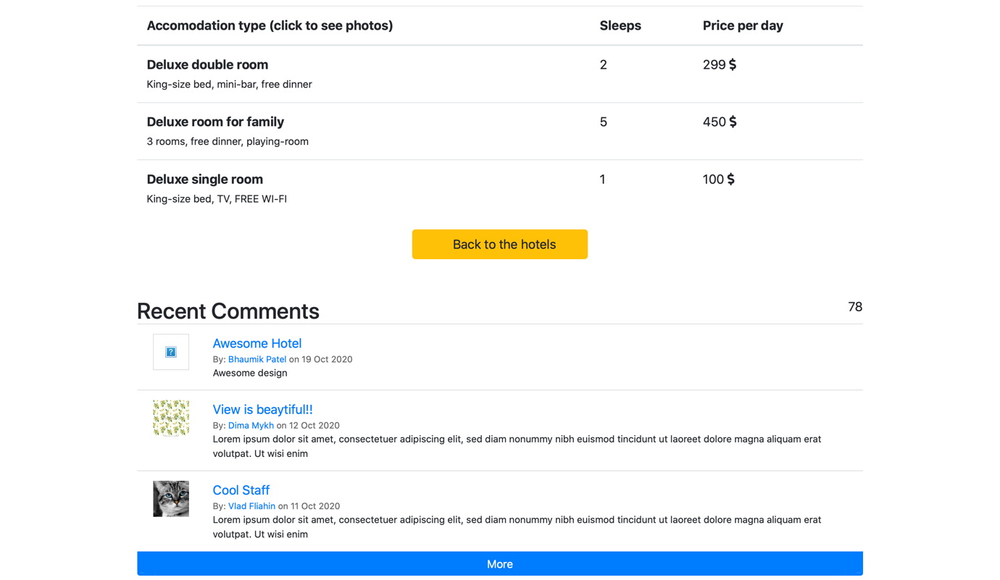 Accomodation type (click to see photos) Sleeps Price per day
Deluxe double room 2 299 $
King-size bed, mini-bar, free dinner
Deluxe room for family 5 450 $
3 rooms, free dinner, playing-room
Deluxe single room 1 100 $
King-size bed, TV, FREE WI-FI
Back to the hotels
Recent Comments 78
?
Awesome Hotel
By: Bhaumik Patel on 19 Oct 2020
Awesome design
View is beaytiful!!
By: Dima Mykh on 12 Oct 2020
Lorem ipsum dolor sit amet, consectetuer adipiscing elit, sed diam nonummy nibh euismod tincidunt ut laoreet dolore magna aliquam erat
volutpat. Ut wisi enim
Cool Staff
By: Vlad Fliahin on 11 Oct 2020
Lorem ipsum dolor sit amet, consectetuer adipiscing elit, sed diam nonummy nibh euismod tincidunt ut laoreet dolore magna aliquam erat
volutpat. Ut wisi enim
More